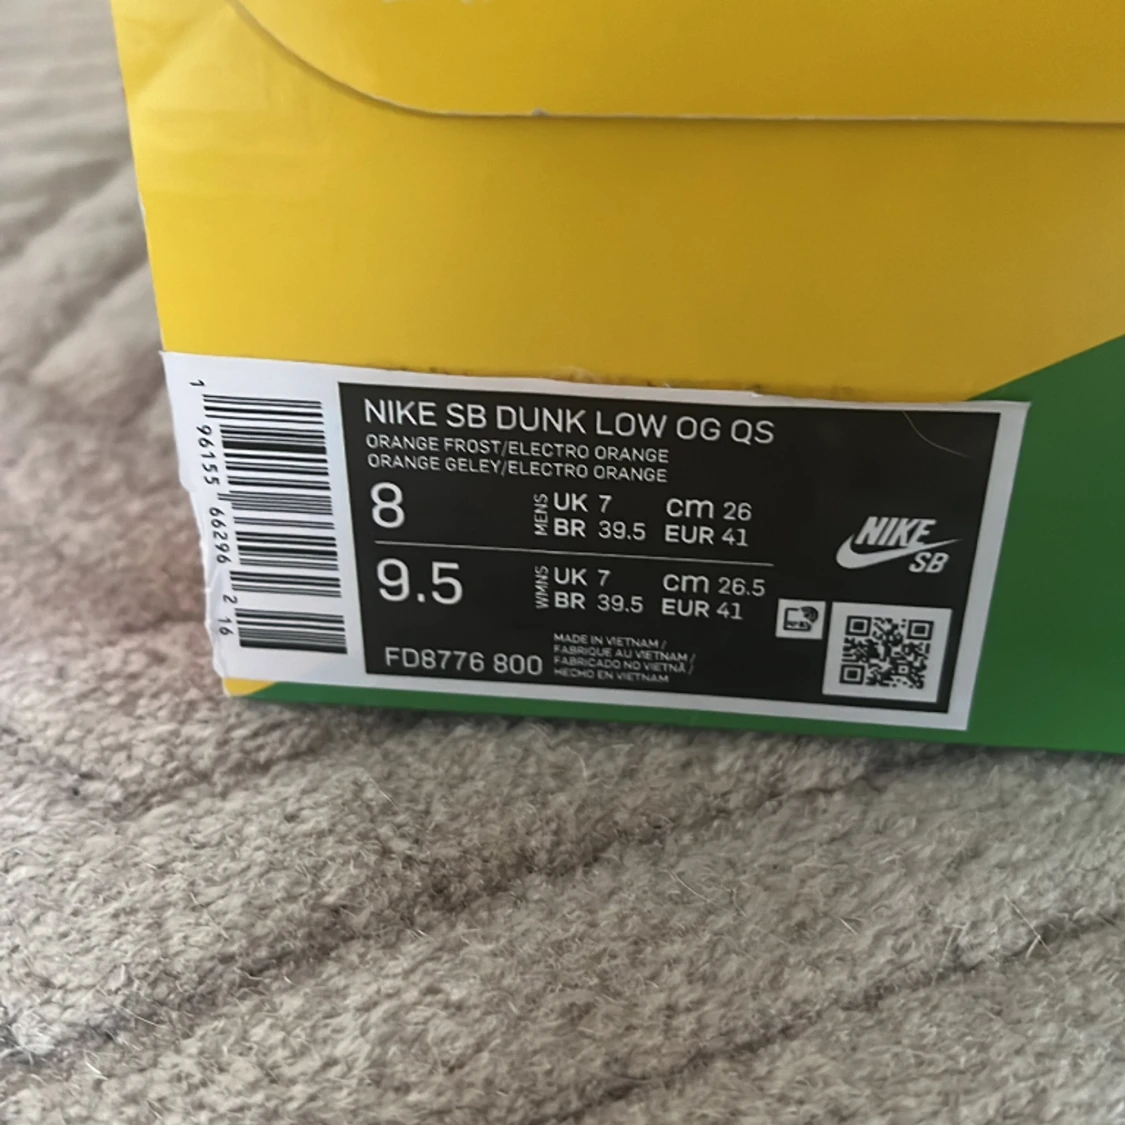 1 96155 66296 2 16
NIKE SB DUNK LOW OG QS
ORANGE FROST/ELECTRO ORANGE
ORANGE GELEY/ELECTRO ORANGE
8
MENS
UK 7 cm 26
BR 39.5 EUR 41
9.5
WMNS
UK 7 cm 26.5
BR 39.5 EUR 41
FD8776 800
MADE IN VIETNAM /
FABRIQUE AU VIETNAM /
FABRICADO NO VIETNÃ /
HECHO EN VIETNAM
NIKE
SB